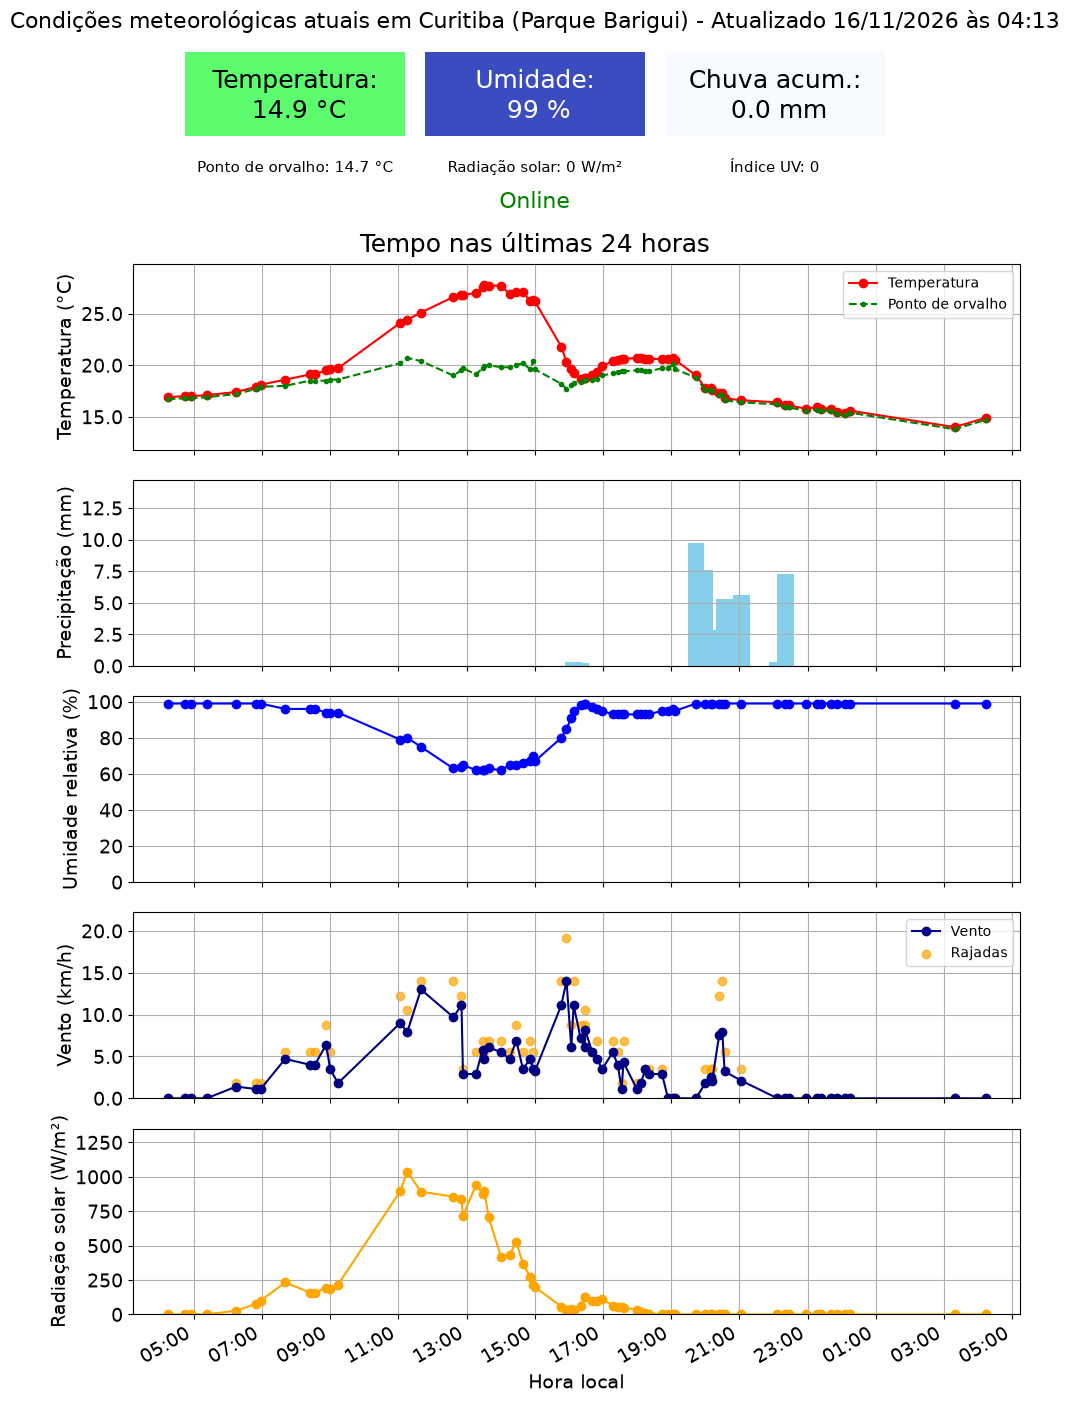 Condições meteorológicas atuais em Curitiba (Parque Barigui) - Atualizado 16/11/2026 às 04:13
Temperatura:
14.9 °C
Umidade:
99 %
Chuva acum.:
0.0 mm
Ponto de orvalho: 14.7 °C
Radiação solar: 0 W/m²
Índice UV: 0
Online
Tempo nas últimas 24 horas
Temperatura (°C)
25.0
20.0
15.0
Temperatura
Ponto de orvalho
Precipitação (mm)
12.5
10.0
7.5
5.0
2.5
0.0
Umidade relativa (%)
100
80
60
40
20
0
Vento (km/h)
20.0
15.0
10.0
5.0
0.0
Vento
Rajadas
Radiação solar (W/m²)
1250
1000
750
500
250
0
05:00
07:00
09:00
11:00
13:00
15:00
17:00
19:00
21:00
23:00
01:00
03:00
05:00
Hora local